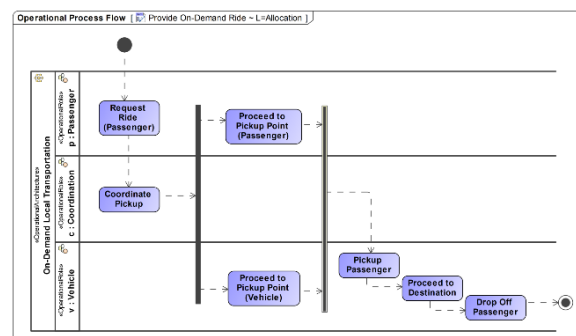 Operational Process Flow [ Provide On-Demand Ride ~ L=Allocation ]
«OperationalArchitecture»
On-Demand Local Transportation
«OperationalRole»
p : Passenger
Request
Ride
(Passenger)
Proceed to
Pickup Point
(Passenger)
«OperationalRole»
c : Coordination
Coordinate
Pickup
«OperationalRole»
v : Vehicle
Proceed to
Pickup Point
(Vehicle)
Pickup
Passenger
Proceed to
Destination
Drop Off
Passenger